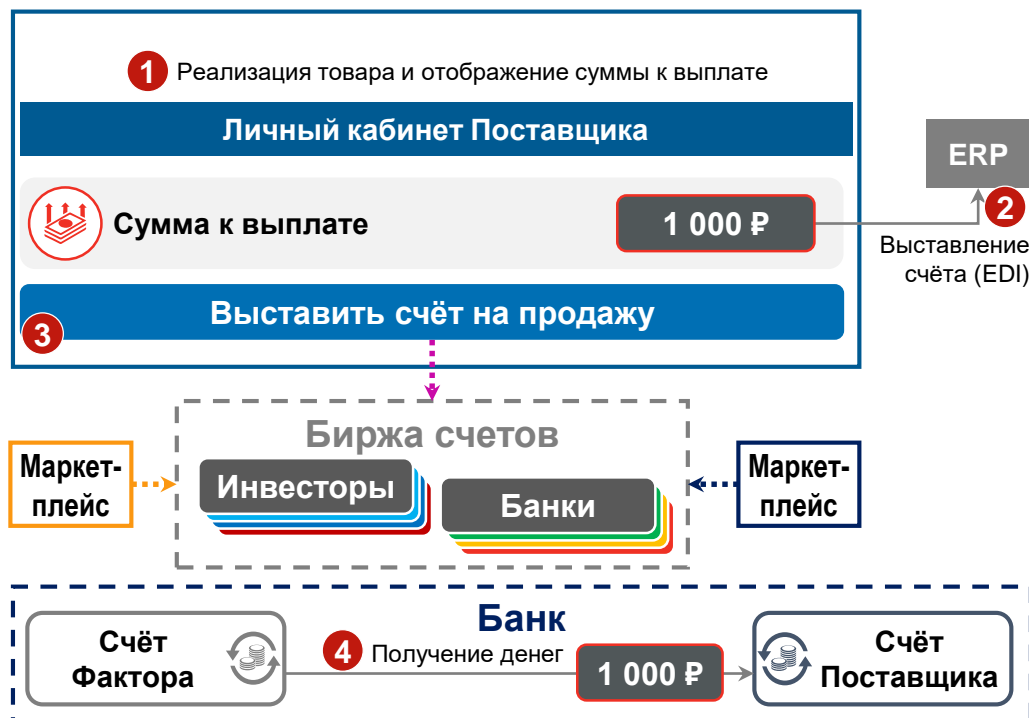 1 Реализация товара и отображение суммы к выплате
Личный кабинет Поставщика
ERP
Сумма к выплате
1 000 ₽
2
Выставление
счёта (EDI)
Выставить счёт на продажу
3
Биржа счетов
Маркет-
плейс
Инвесторы
Банки
Маркет-
плейс
Банк
Счёт
Фактора
4 Получение денег
1 000 ₽
Счёт
Поставщика